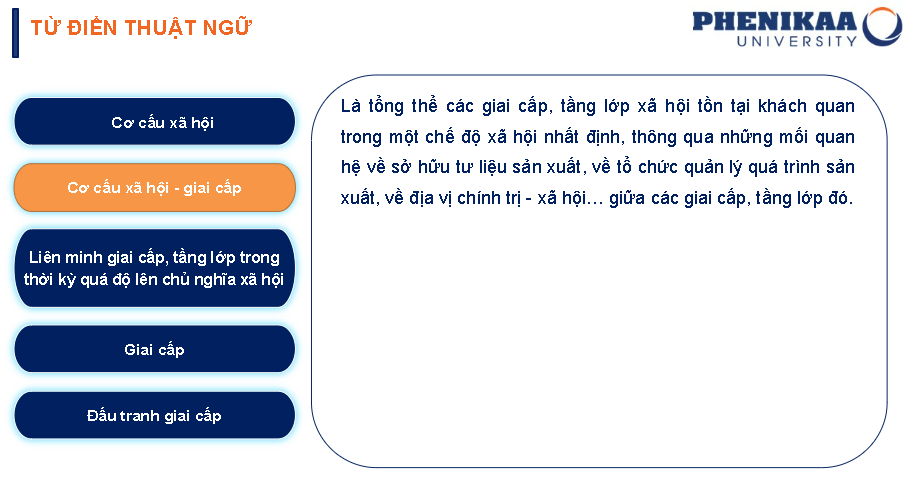 TỪ ĐIỂN THUẬT NGỮ
PHENIKAA
UNIVERSITY
Cơ cấu xã hội
Cơ cấu xã hội - giai cấp
Liên minh giai cấp, tầng lớp trong
thời kỳ quá độ lên chủ nghĩa xã hội
Giai cấp
Đấu tranh giai cấp
Là tổng thể các giai cấp, tầng lớp xã hội tồn tại khách quan
trong một chế độ xã hội nhất định, thông qua những mối quan
hệ về sở hữu tư liệu sản xuất, về tổ chức quản lý quá trình sản
xuất, về địa vị chính trị - xã hội… giữa các giai cấp, tầng lớp đó.